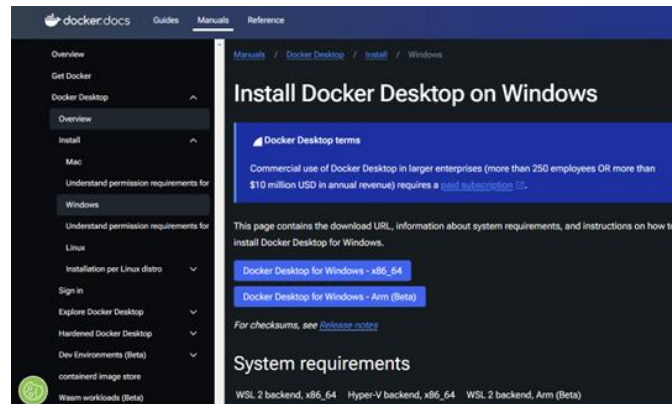 docker.docs
Guides
Manuals
Reference
Overview
Get Docker
Docker Desktop
Overview
Install
Mac
Understand permission requirements for
Windows
Understand permission requirements for
Linux
Installation per Linux distro
Sign in
Explore Docker Desktop
Hardened Docker Desktop
Dev Environments (Beta)
containerd image store
Wasm workloads (Beta)
Manuals / Docker Desktop / Install / Windows
Install Docker Desktop on Windows
Docker Desktop terms
Commercial use of Docker Desktop in larger enterprises (more than 250 employees OR more than
$10 million USD in annual revenue) requires a paid subscription.
This page contains the download URL, information about system requirements, and instructions on how to
install Docker Desktop for Windows.
Docker Desktop for Windows - x86_64
Docker Desktop for Windows - Arm (Beta)
For checksums, see Release notes
System requirements
WSL 2 backend, x86_64 Hyper-V backend, x86_64 WSL 2 backend, Arm (Beta)